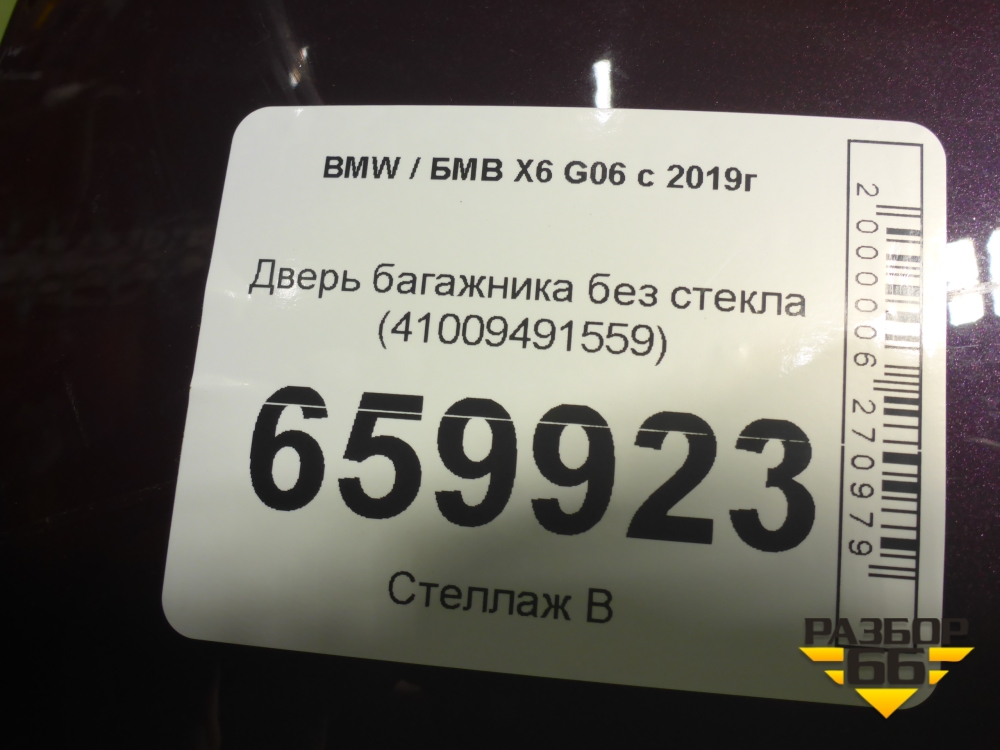 BMW / БМВ X6 G06 с 2019г
Дверь багажника без стекла
(41009491559)
659923
Стеллаж В
2000006270979
РАЗБОР
66